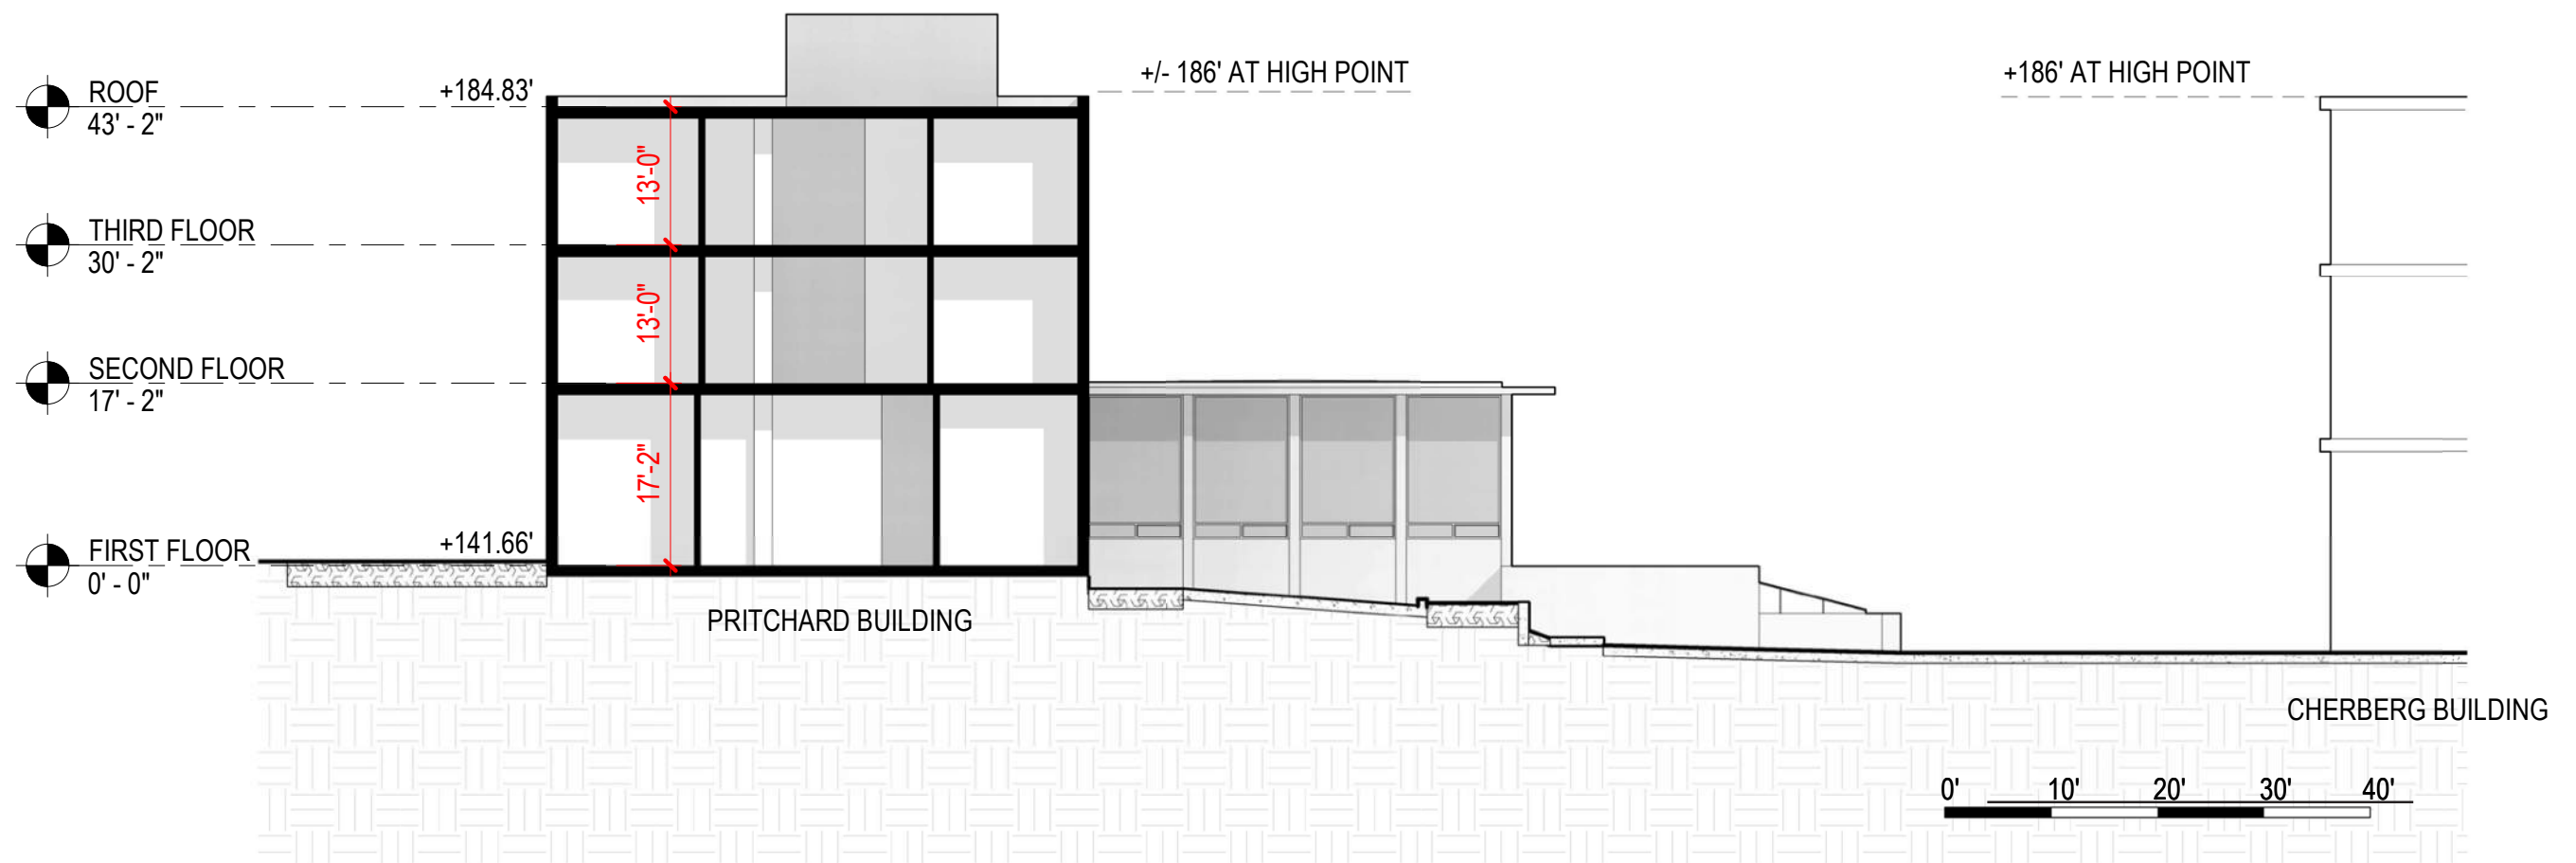 +/- 186' AT HIGH POINT
+186' AT HIGH POINT
ROOF
43' - 2"
+184.83'
13'-0"
THIRD FLOOR
30' - 2"
13'-0"
SECOND FLOOR
17' - 2"
17'-2"
FIRST FLOOR
0' - 0"
+141.66'
PRITCHARD BUILDING
CHERBERG BUILDING
0' 10' 20' 30' 40'